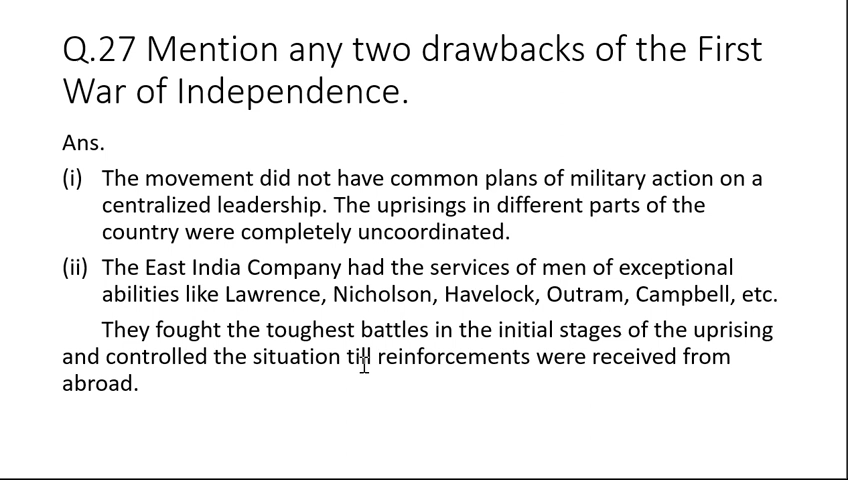 Q.27 Mention any two drawbacks of the First
War of Independence.
Ans.
(i) The movement did not have common plans of military action on a
centralized leadership. The uprisings in different parts of the
country were completely uncoordinated.
(ii) The East India Company had the services of men of exceptional
abilities like Lawrence, Nicholson, Havelock, Outram, Campbell, etc.
They fought the toughest battles in the initial stages of the uprising
and controlled the situation till reinforcements were received from
abroad.